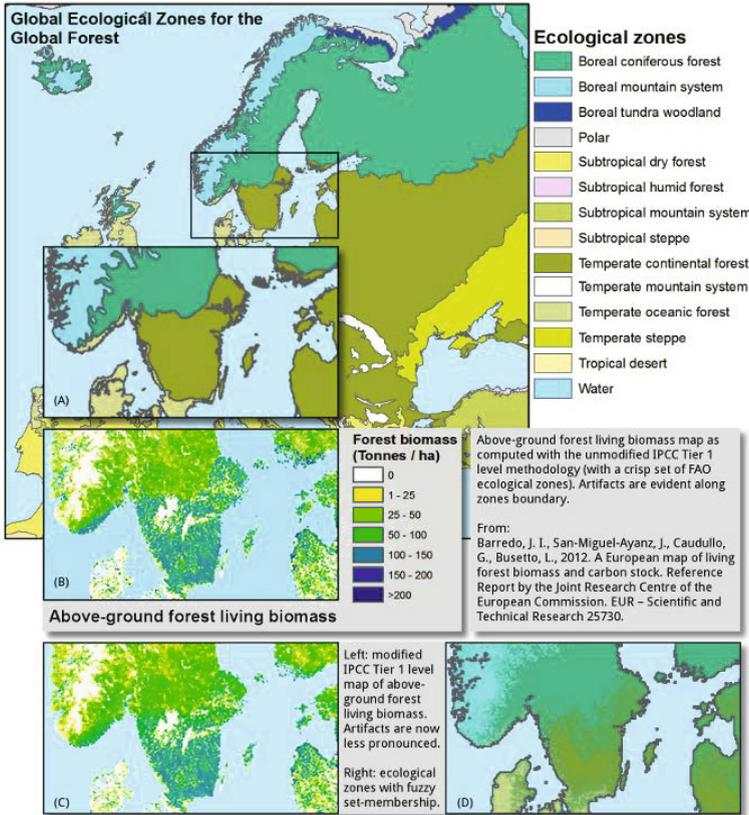 Global Ecological Zones for the
Global Forest
Ecological zones
Boreal coniferous forest
Boreal mountain system
Boreal tundra woodland
Polar
Subtropical dry forest
Subtropical humid forest
Subtropical mountain system
Subtropical steppe
Temperate continental forest
Temperate mountain system
Temperate oceanic forest
Temperate steppe
Tropical desert
Water
(A)
(B)
Forest biomass
(Tonnes / ha)
0
1 - 25
25 - 50
50 - 100
100 - 150
150 - 200
>200
Above-ground forest living biomass
Above-ground forest living biomass map as
computed with the unmodified IPCC Tier 1
level methodology (with a crisp set of FAO
ecological zones). Artifacts are evident along
zones boundary.
From:
Barredo, J. I., San-Miguel-Ayanz, J., Caudullo,
G., Busetto, L., 2012. A European map of living
forest biomass and carbon stock. Reference
Report by the Joint Research Centre of the
European Commission. EUR – Scientific and
Technical Research 25730.
(C)
Left: modified
IPCC Tier 1 level
map of above-
ground forest
living biomass.
Artifacts are now
less pronounced.
Right: ecological
zones with fuzzy
set-membership.
(D)